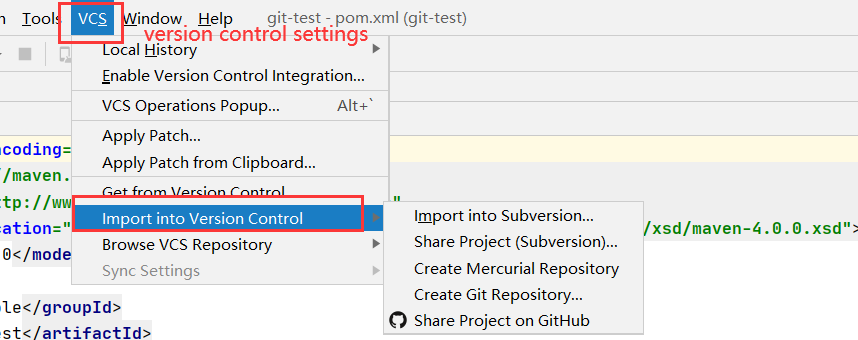 Tools VCS Window Help git-test - pom.xml (git-test)
version control settings
Local History
Enable Version Control Integration...
VCS Operations Popup... Alt+`
Apply Patch...
ncoding=
Apply Patch from Clipboard...
//maven.
Get from Version Control...
ttp://ww "
Import into Version Control Import into Subversion...
ocation=" /xsd/maven-4.0.0.xsd">
Browse VCS Repository Share Project (Subversion)...
0</mode
Sync Settings Create Mercurial Repository
Create Git Repository...
ple</groupId>
Share Project on GitHub
est</artifactId>